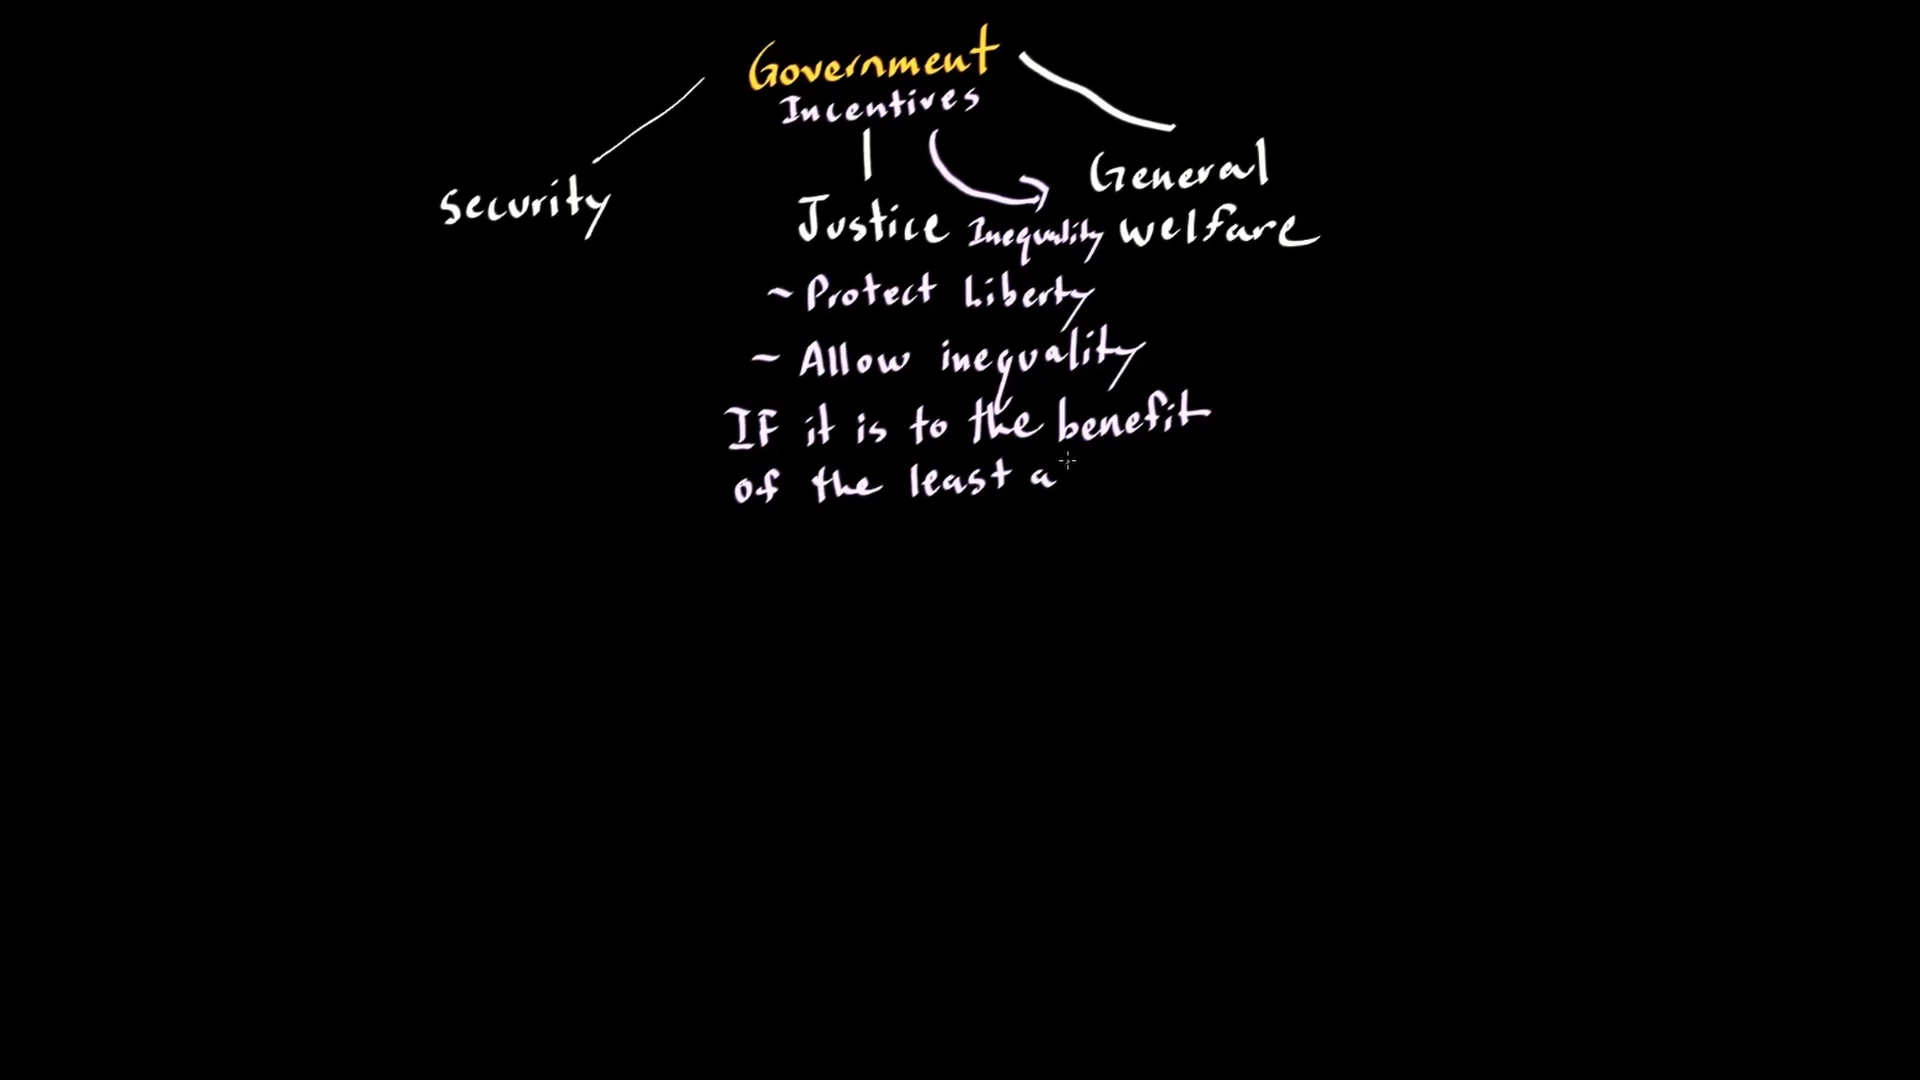 Government
Incentives
Security
General
Justice Inequality welfare
~ Protect Liberty
~ Allow inequality
IF it is to the benefit
of the least a